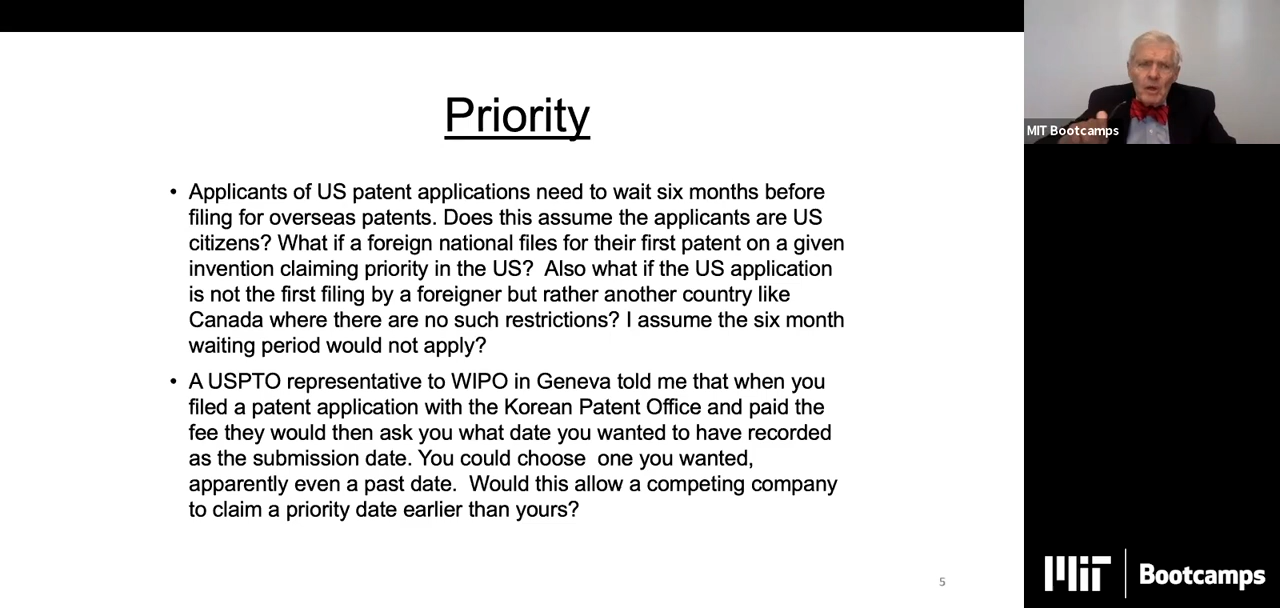 Priority
• Applicants of US patent applications need to wait six months before
filing for overseas patents. Does this assume the applicants are US
citizens? What if a foreign national files for their first patent on a given
invention claiming priority in the US?  Also what if the US application
is not the first filing by a foreigner but rather another country like
Canada where there are no such restrictions? I assume the six month
waiting period would not apply?
• A USPTO representative to WIPO in Geneva told me that when you
filed a patent application with the Korean Patent Office and paid the
fee they would then ask you what date you wanted to have recorded
as the submission date. You could choose  one you wanted,
apparently even a past date.  Would this allow a competing company
to claim a priority date earlier than yours?
5
MIT Bootcamps
MIT | Bootcamps